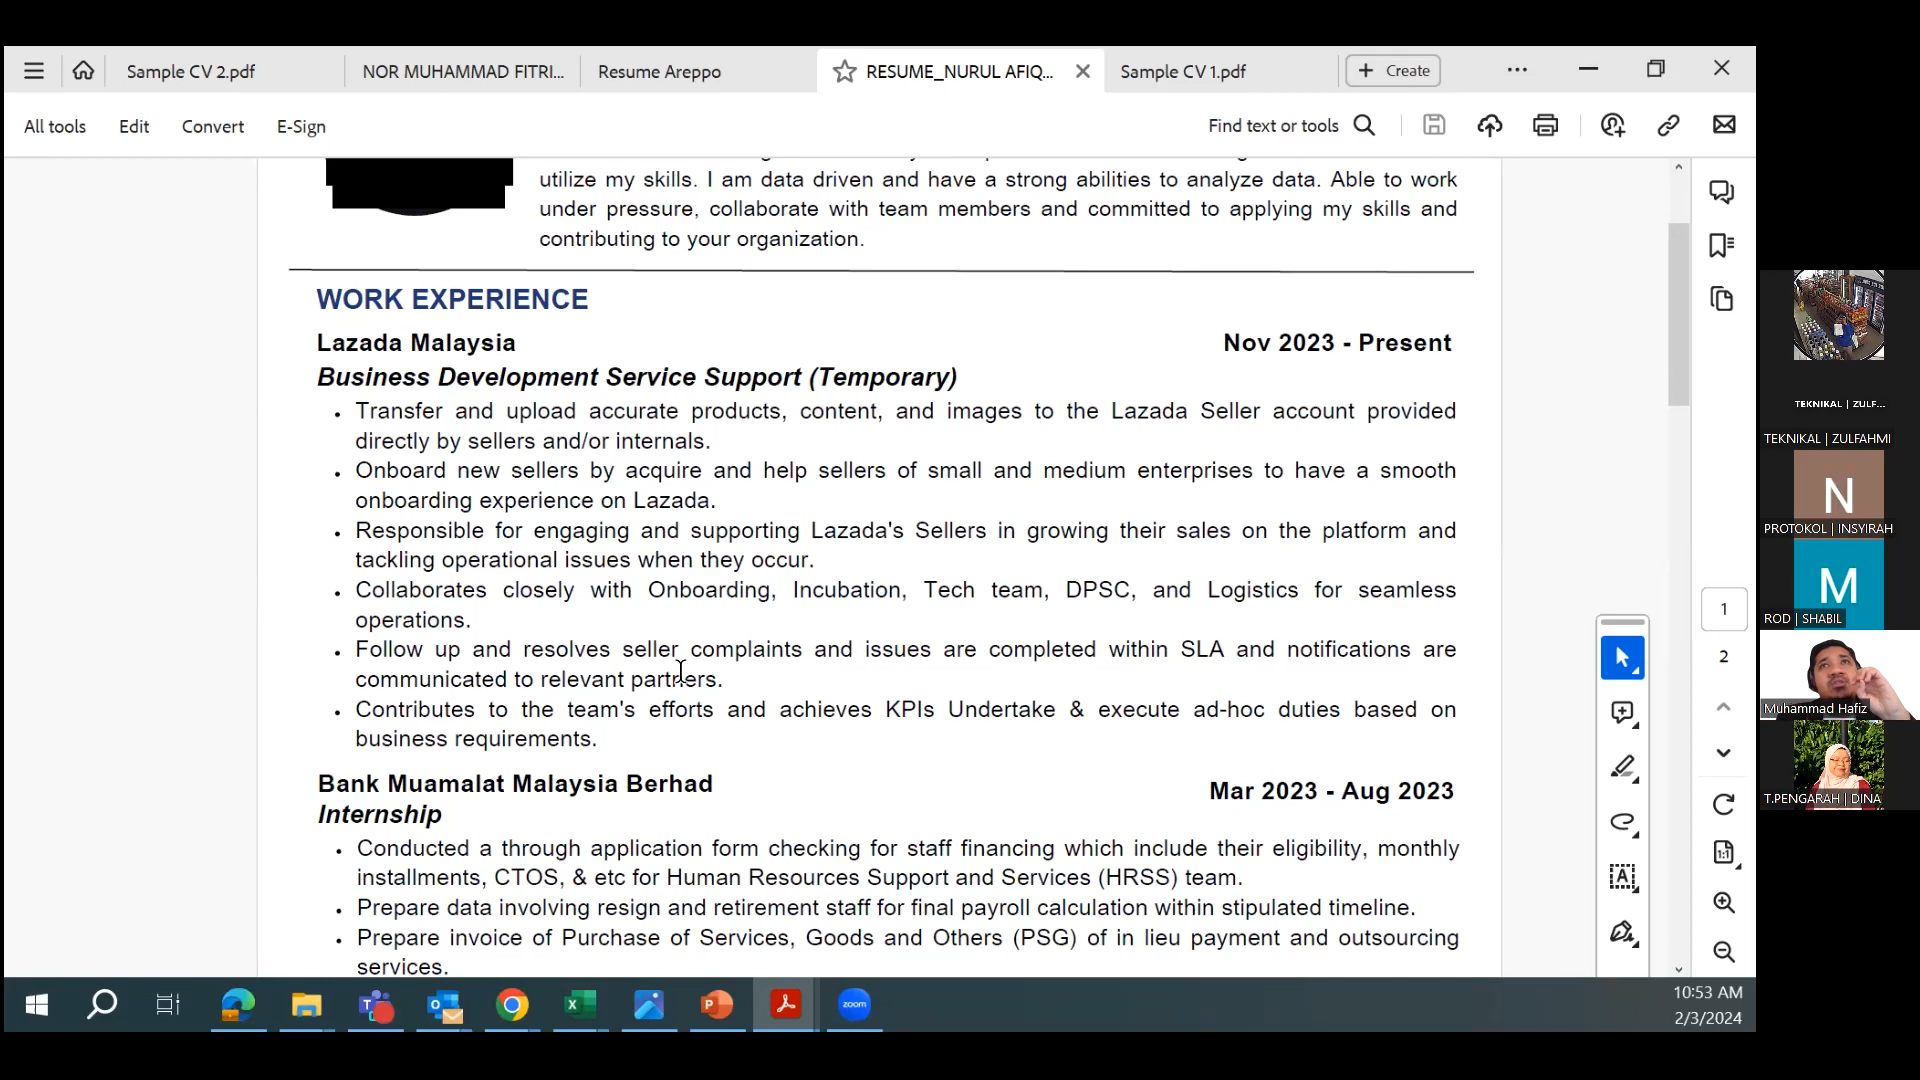 Sample CV 2.pdf
NOR MUHAMMAD FITRI...
Resume Areppo
RESUME_NURUL AFIQ...
Sample CV 1.pdf
Create
All tools
Edit
Convert
E-Sign
Find text or tools
utilize my skills. I am data driven and have a strong abilities to analyze data. Able to work
under pressure, collaborate with team members and committed to applying my skills and
contributing to your organization.
WORK EXPERIENCE
Lazada Malaysia
Nov 2023 - Present
Business Development Service Support (Temporary)
• Transfer and upload accurate products, content, and images to the Lazada Seller account provided
directly by sellers and/or internals.
• Onboard new sellers by acquire and help sellers of small and medium enterprises to have a smooth
onboarding experience on Lazada.
• Responsible for engaging and supporting Lazada's Sellers in growing their sales on the platform and
tackling operational issues when they occur.
• Collaborates closely with Onboarding, Incubation, Tech team, DPSC, and Logistics for seamless
operations.
• Follow up and resolves seller complaints and issues are completed within SLA and notifications are
communicated to relevant partners.
• Contributes to the team's efforts and achieves KPIs Undertake & execute ad-hoc duties based on
business requirements.
Bank Muamalat Malaysia Berhad
Mar 2023 - Aug 2023
Internship
• Conducted a through application form checking for staff financing which include their eligibility, monthly
installments, CTOS, & etc for Human Resources Support and Services (HRSS) team.
• Prepare data involving resign and retirement staff for final payroll calculation within stipulated timeline.
• Prepare invoice of Purchase of Services, Goods and Others (PSG) of in lieu payment and outsourcing
services.
1
2
TEKNIKAL | ZULF...
TEKNIKAL | ZULFAHMI
N
PROTOKOL | INSYIRAH
M
ROD | SHABIL
Muhammad Hafiz
T.PENGARAH | DINA
zoom
10:53 AM
2/3/2024